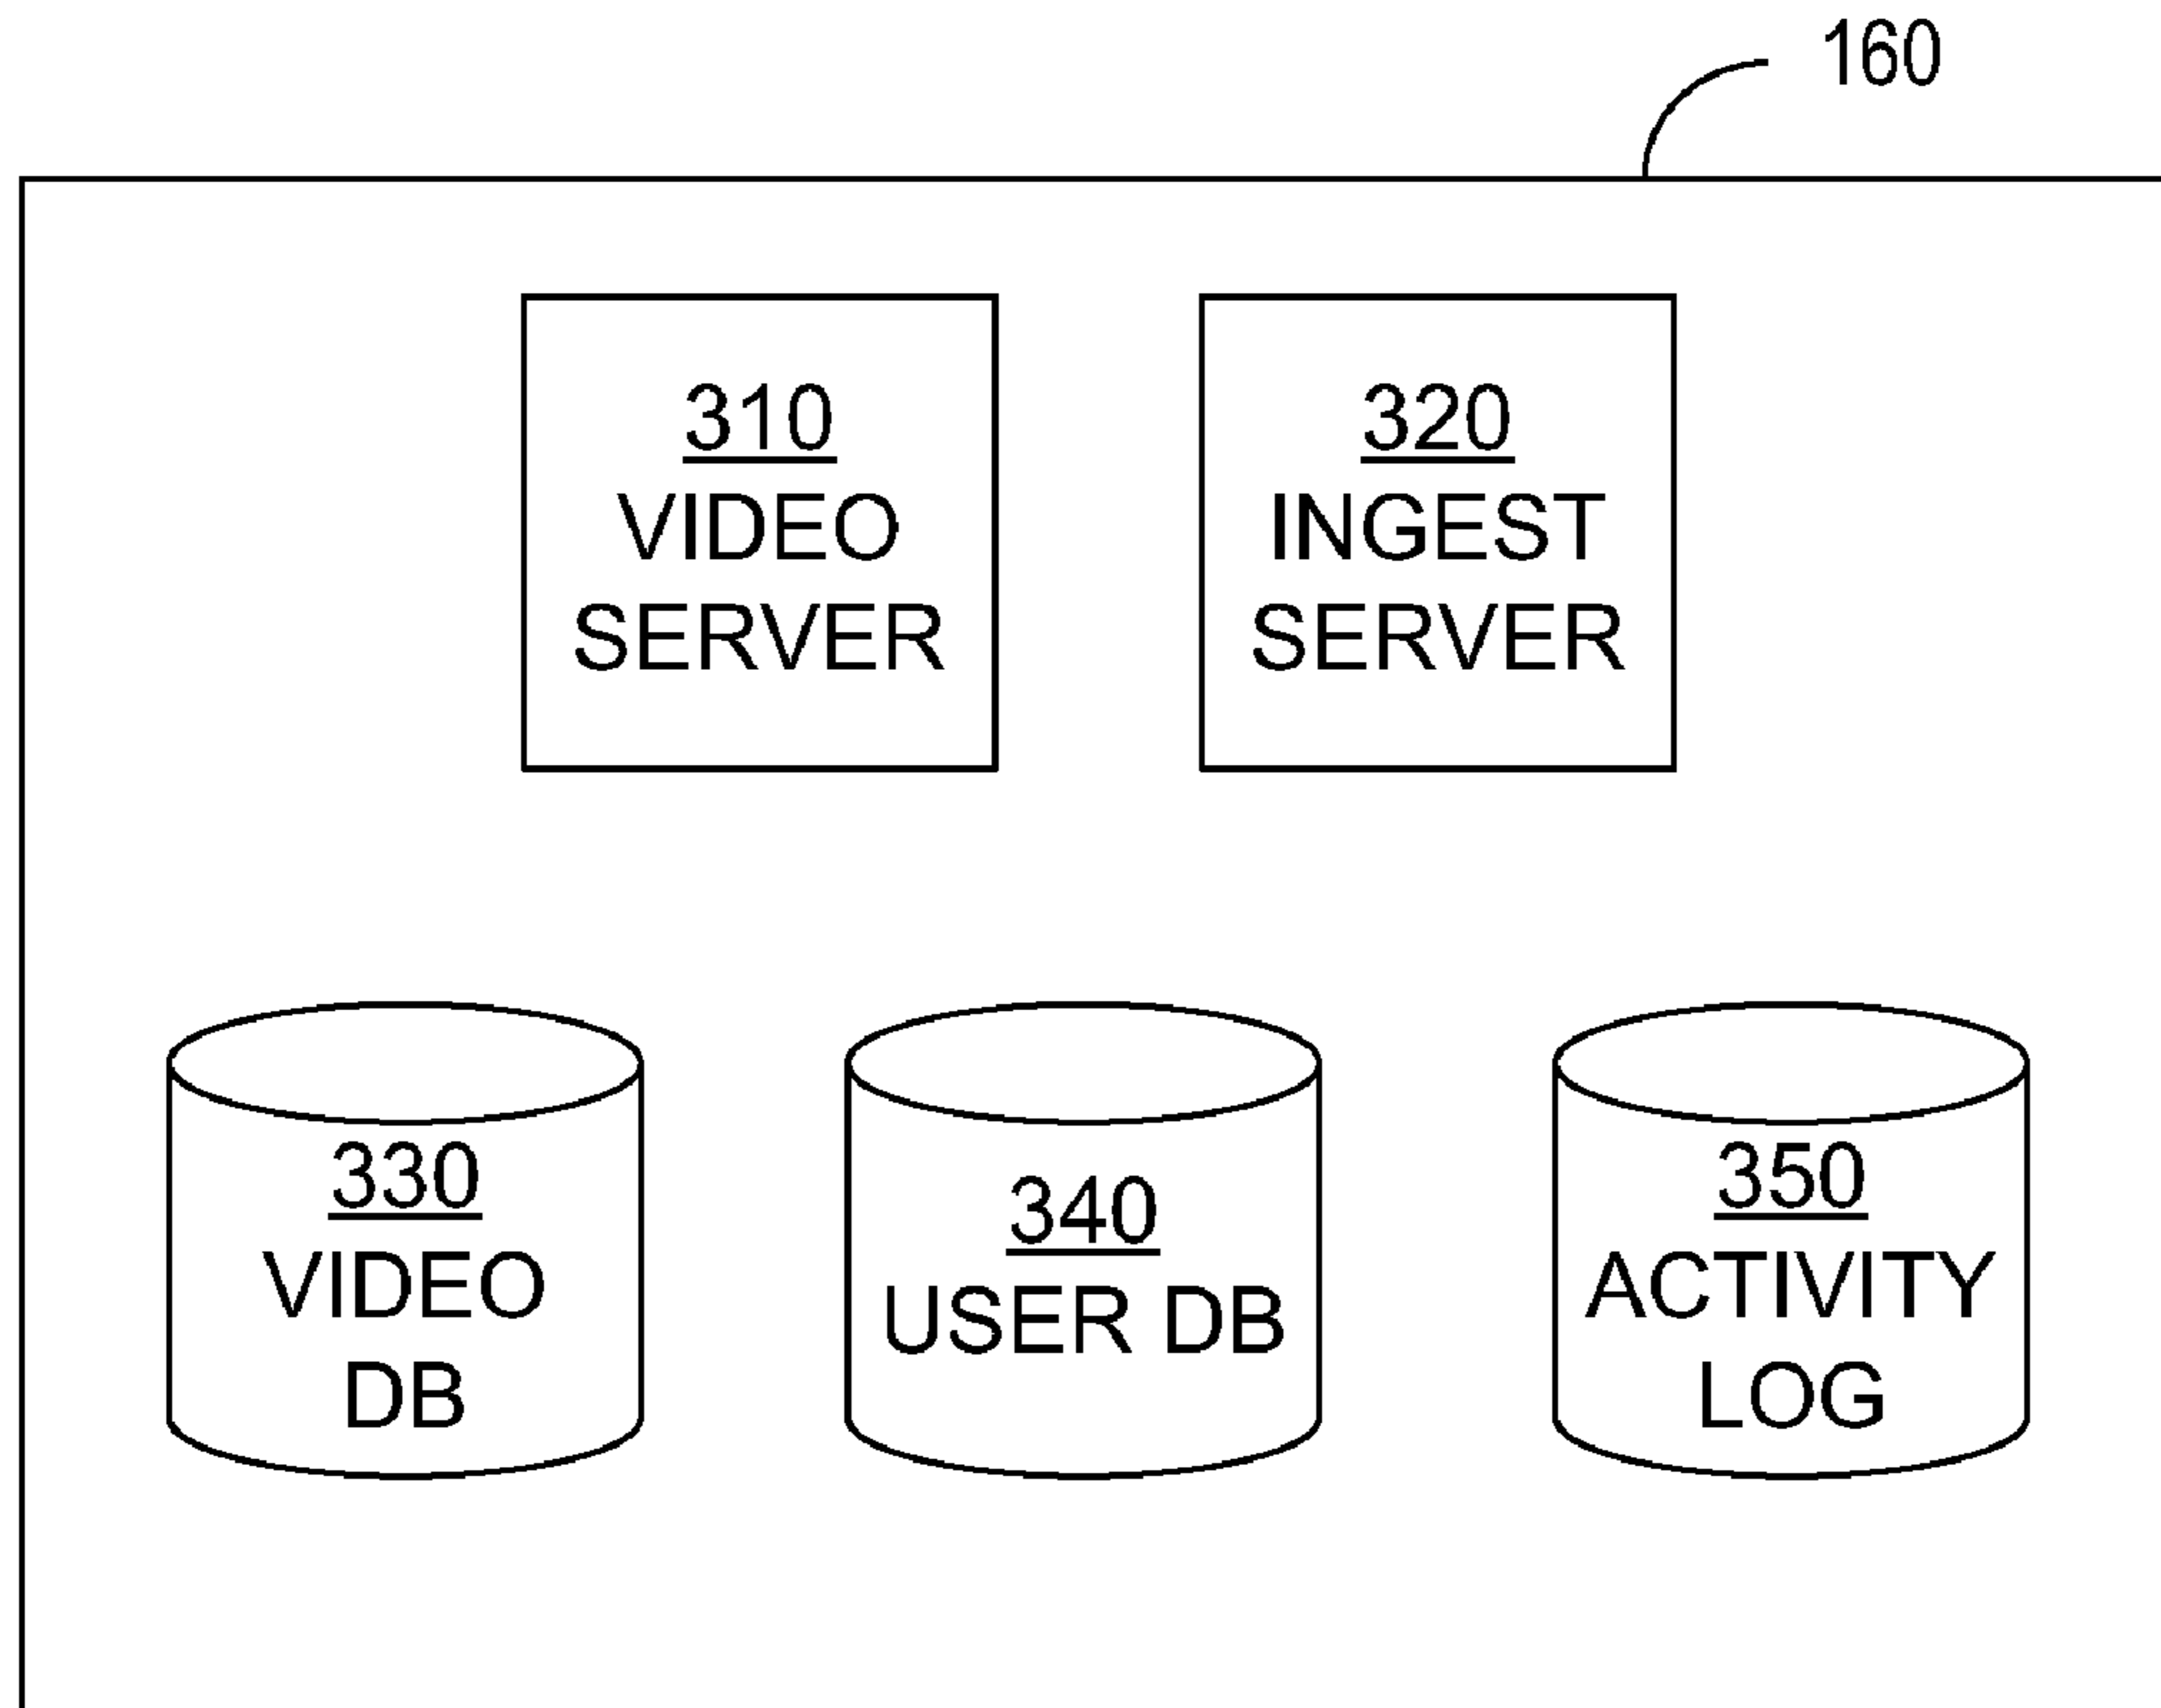 160
310
VIDEO
SERVER
320
INGEST
SERVER
330
VIDEO
DB
340
USER DB
350
ACTIVITY
LOG